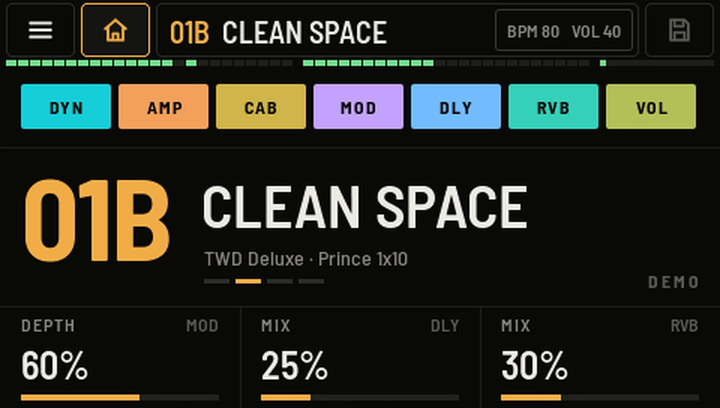 01B CLEAN SPACE BPM 80 VOL 40
DYN AMP CAB MOD DLY RVB VOL
01B CLEAN SPACE
TWD Deluxe · Prince 1x10
DEMO
DEPTH MOD MIX DLY MIX RVB
60% 25% 30%